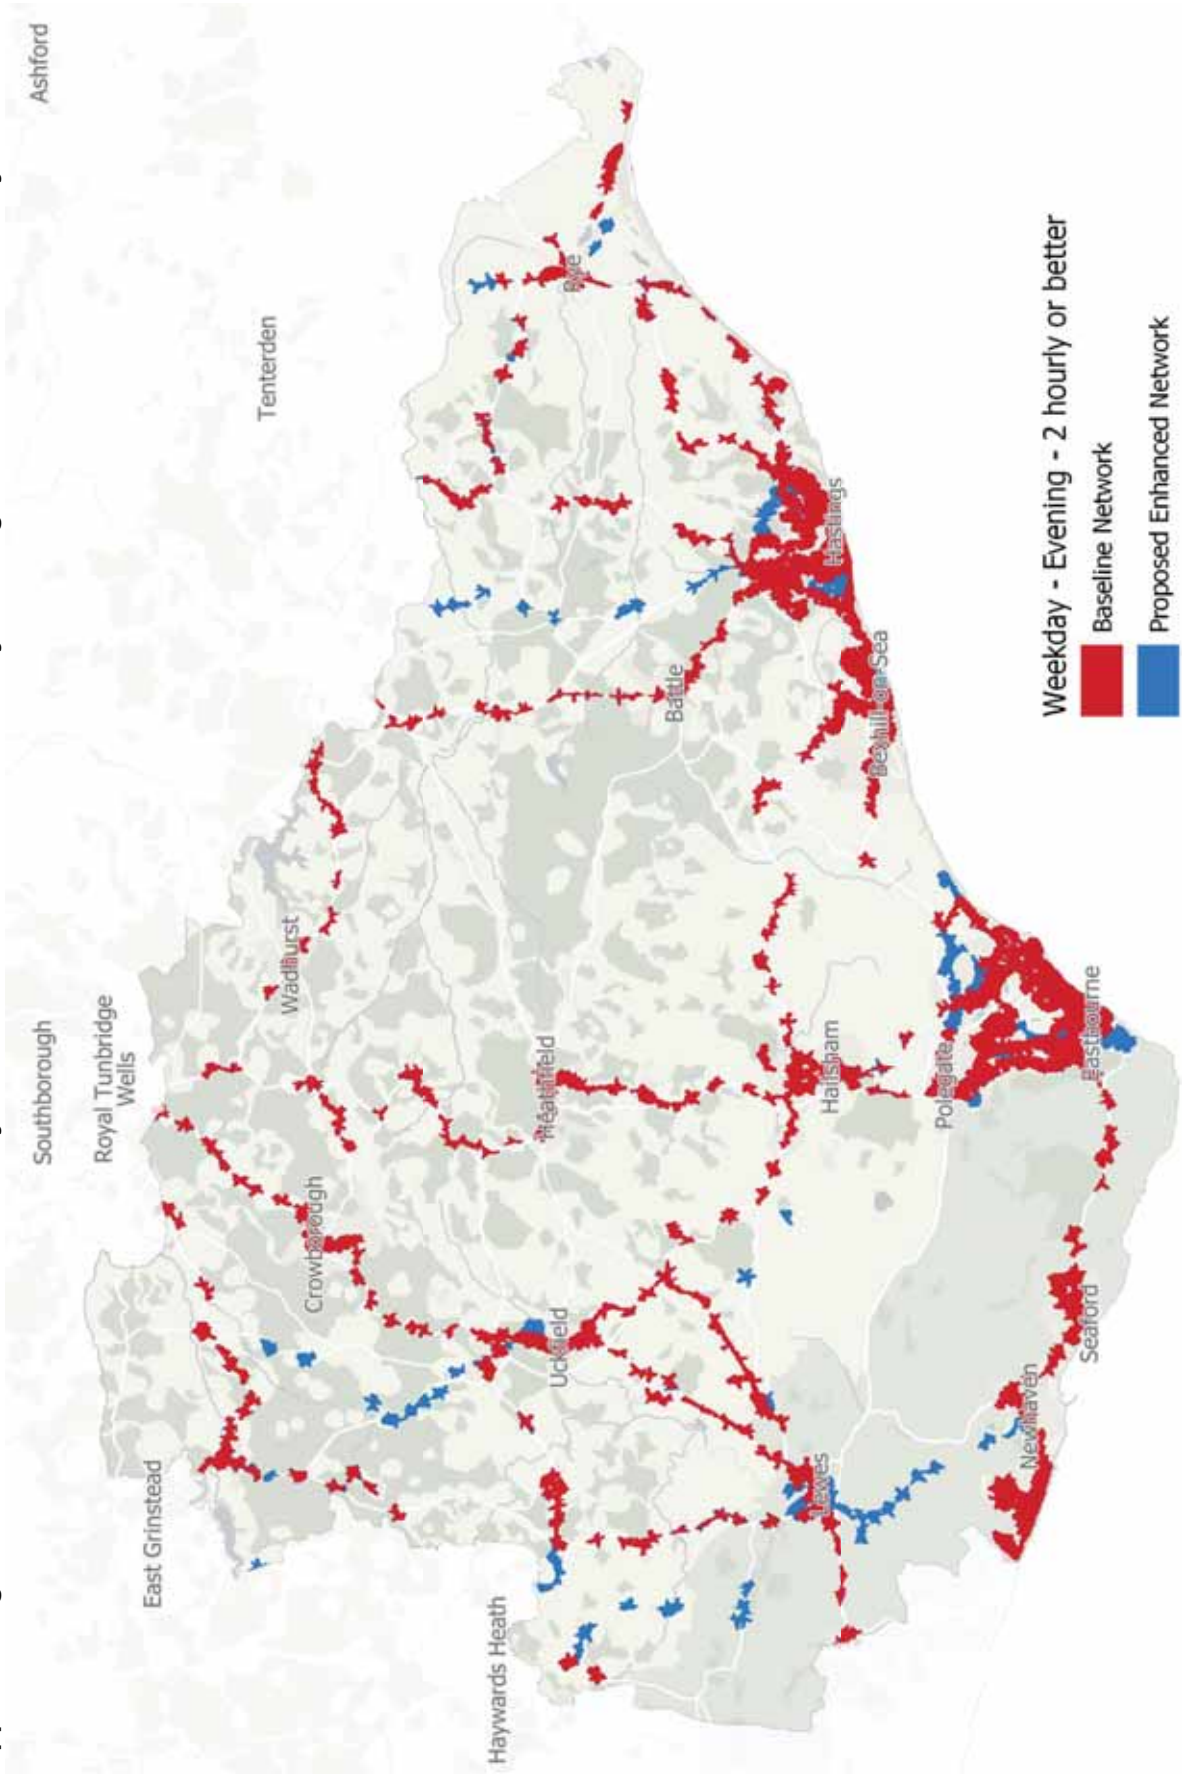 Ashford
Tenterden
Southborough
Royal Tunbridge
Wells
Wadhurst
Rye
East Grinstead
Crowborough
Heathfield
Battle
Hastings
Bexhill-on-Sea
Haywards Heath
Uckfield
Hailsham
Polegate
Eastbourne
Lewes
Newhaven
Seaford
Weekday - Evening - 2 hourly or better
Baseline Network
Proposed Enhanced Network